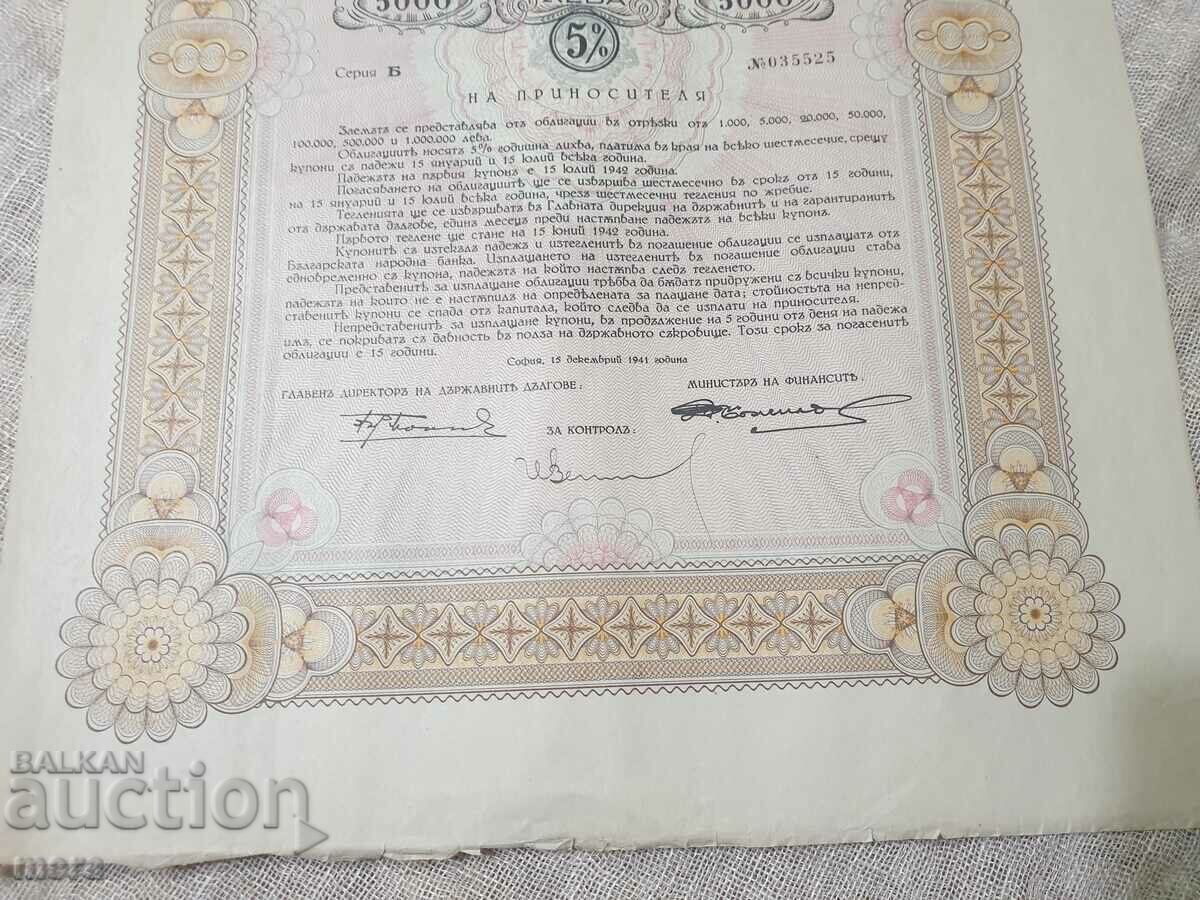 5000 ЛЕВА 5000
5%
Серия Б №035525
НА ПРИНОСИТЕЛЯ
Заемътъ се представлява отъ облигации въ отрѣзки отъ 1.000, 5.000, 20.000, 50.000,
100.000, 500.000 и 1.000.000 лева.
Облигациитѣ носятъ 5% годишна лихва, платима въ края на всѣко шестмесечие, срещу
купони съ падежи 15 януарий и 15 юлий всѣка година.
Падежътъ на първия купонъ е 15 юлий 1942 година.
Погасяването на облигациитѣ ще се извършва шестмесечно въ срокъ отъ 15 години,
на 15 януарий и 15 юлий всѣка година, чрезъ шестмесечни тегления по жребие.
Тегленията ще се извършватъ въ Главната дирекция на държавнитѣ и на гарантиранитѣ
отъ държавата дългове, единъ месецъ преди настѫпване падежътъ на всѣки купонъ.
Първото теглене ще стане на 15 юний 1942 година.
Купонитѣ съ изтекълъ падежъ и изтегленитѣ въ погашение облигации се изплащатъ отъ
Българската народна банка. Изплащането на изтегленитѣ въ погашение облигации става
едновременно съ купона, падежътъ на който настѫпва следъ тегленето.
Представенитѣ за изплащане облигации трѣбва да бѫдатъ придружени съ всички купони,
падежътъ на които не е настѫпилъ на опредѣлената за плащане дата; стойностьта на непред-
ставенитѣ купони се спада отъ капитала, който следва да се изплати на приносителя.
Непредставенитѣ за изплащане купони, въ продължение на 5 години отъ деня на падежа
имъ, се покриватъ съ давность въ полза на държавното съкровище. Този срокъ за погасенитѣ
облигации е 15 години.
София, 15 декемврий 1941 година
ГЛАВЕНЪ ДИРЕКТОРЪ НА ДЪРЖАВНИТѢ ДЪЛГОВЕ: МИНИСТЪРЪ НА ФИНАНСИТѢ:
ЗА КОНТРОЛЪ:
BALKAN
auction
mera